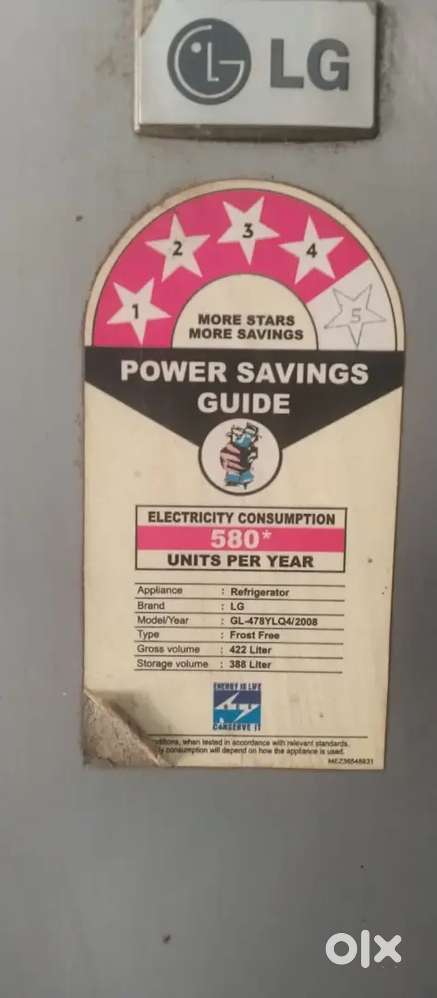 LG
1 2 3 4 5
MORE STARS
MORE SAVINGS
POWER SAVINGS
GUIDE
ELECTRICITY CONSUMPTION
580*
UNITS PER YEAR
Appliance : Refrigerator
Brand : LG
Model/Year : GL-478YLQ4/2008
Type : Frost Free
Gross volume : 422 Liter
Storage volume : 388 Liter
ENERGY IS LIFE
CONSERVE IT
when tested in accordance with relevant standards.
consumption will depend on how the appliance is used.
olx